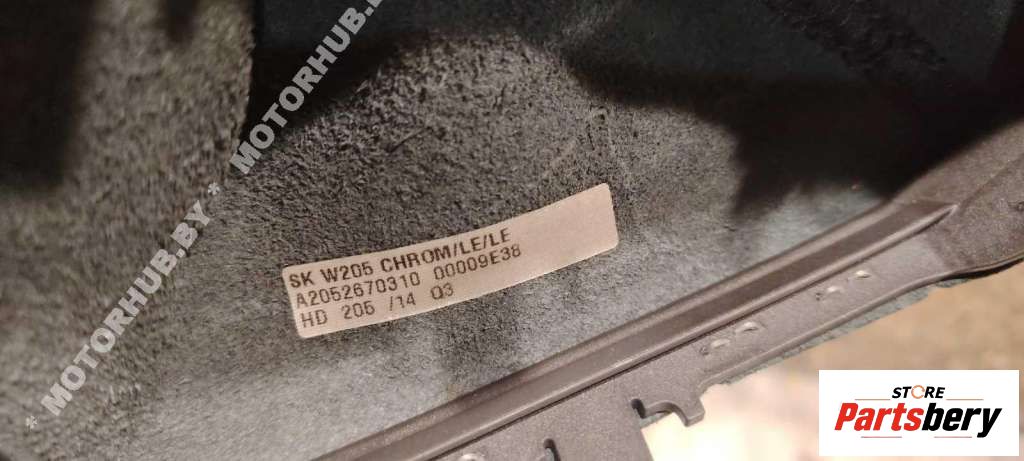 * MOTORHUB.BY * MOTORHUB.BY
SK W205 CHROM/LE/LE
A2052670310 00009E38
HD 205 /14 Q3
STORE
Partsbery